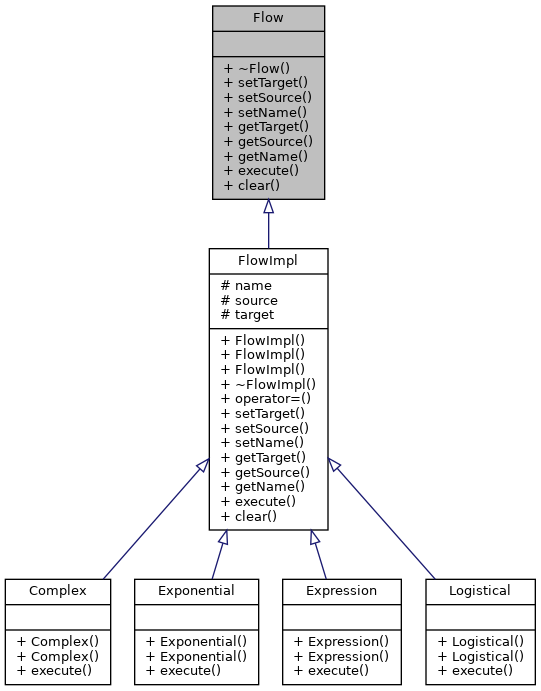 Flow
+ ~Flow()
+ setTarget()
+ setSource()
+ setName()
+ getTarget()
+ getSource()
+ getName()
+ execute()
+ clear()
FlowImpl
# name
# source
# target
+ FlowImpl()
+ FlowImpl()
+ FlowImpl()
+ ~FlowImpl()
+ operator=()
+ setTarget()
+ setSource()
+ setName()
+ getTarget()
+ getSource()
+ getName()
+ execute()
+ clear()
Complex
+ Complex()
+ Complex()
+ execute()
Exponential
+ Exponential()
+ Exponential()
+ execute()
Expression
+ Expression()
+ Expression()
+ execute()
Logistical
+ Logistical()
+ Logistical()
+ execute()